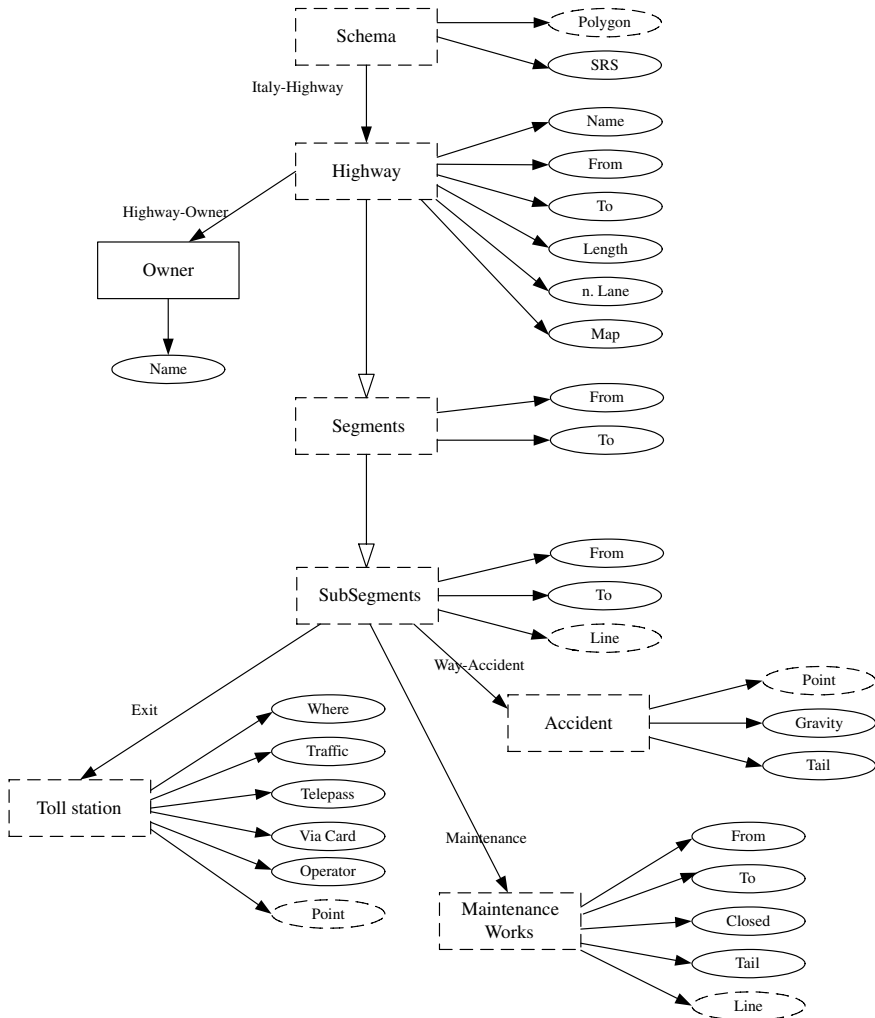 Schema
Polygon
SRS
Italy-Highway
Highway
Name
From
To
Length
n. Lane
Map
Highway-Owner
Owner
Name
Segments
From
To
SubSegments
From
To
Line
Way-Accident
Accident
Point
Gravity
Tail
Exit
Toll station
Where
Traffic
Telepass
Via Card
Operator
Point
Maintenance
Maintenance
Works
From
To
Closed
Tail
Line